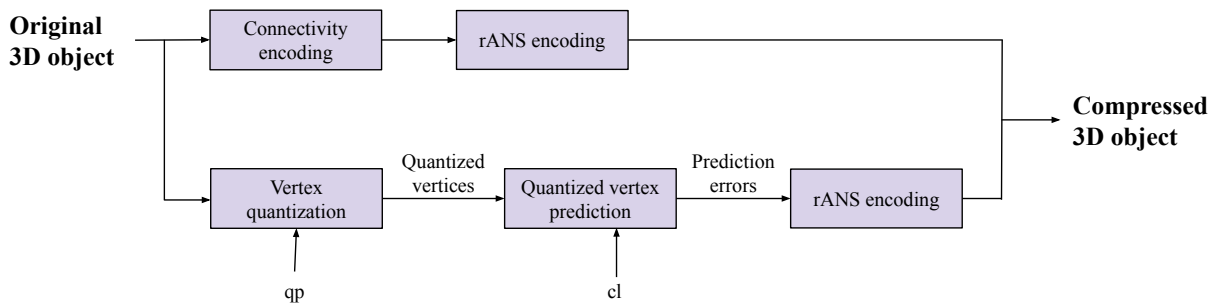 Original
3D object
Connectivity
encoding
rANS encoding
Compressed
3D object
Vertex
quantization
Quantized
vertices
Quantized vertex
prediction
Prediction
errors
rANS encoding
qp
cl